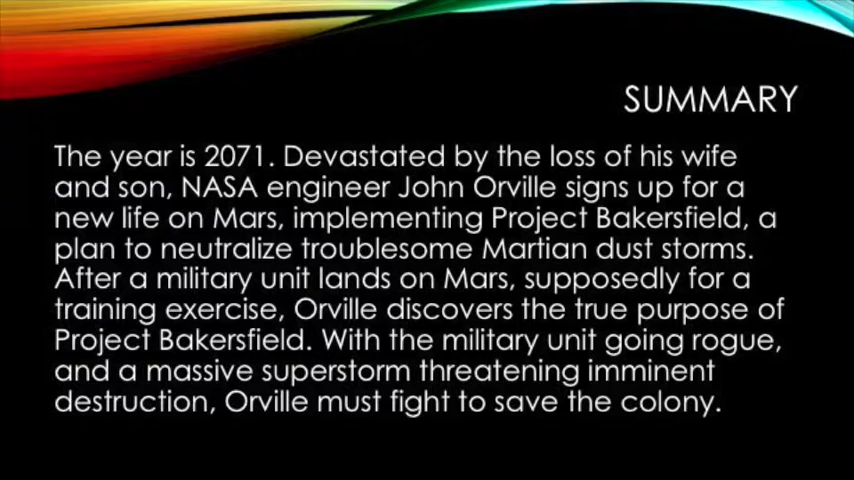 SUMMARY
The year is 2071. Devastated by the loss of his wife
and son, NASA engineer John Orville signs up for a
new life on Mars, implementing Project Bakersfield, a
plan to neutralize troublesome Martian dust storms.
After a military unit lands on Mars, supposedly for a
training exercise, Orville discovers the true purpose of
Project Bakersfield. With the military unit going rogue,
and a massive superstorm threatening imminent
destruction, Orville must fight to save the colony.